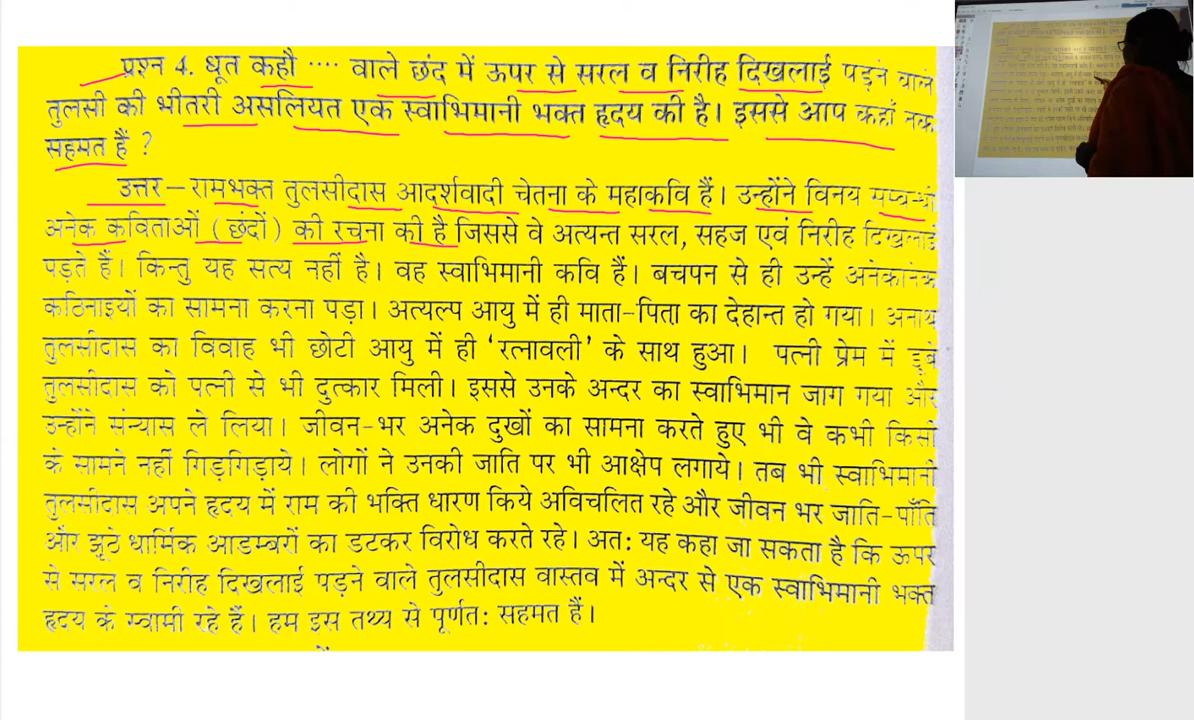 प्रश्न 4. धूत कहौ .... वाले छंद में ऊपर से सरल व निरीह दिखलाई पड़ने वाले
तुलसी की भीतरी असलियत एक स्वाभिमानी भक्त हृदय की है। इससे आप कहाँ तक
सहमत हैं ?
उत्तर – रामभक्त तुलसीदास आदर्शवादी चेतना के महाकवि हैं। उन्होंने विनय सम्बन्धी
अनेक कविताओं (छंदों) की रचना की है जिससे वे अत्यन्त सरल, सहज एवं निरीह दिखलाई
पड़ते हैं। किन्तु यह सत्य नहीं है। वह स्वाभिमानी कवि हैं। बचपन से ही उन्हें अनेकानेक
कठिनाइयों का सामना करना पड़ा। अत्यल्प आयु में ही माता-पिता का देहान्त हो गया। अनाथ
तुलसीदास का विवाह भी छोटी आयु में ही ‘रत्नावली’ के साथ हुआ। पत्नी प्रेम में डूबे
तुलसीदास को पत्नी से भी दुत्कार मिली। इससे उनके अन्दर का स्वाभिमान जाग गया और
उन्होंने संन्यास ले लिया। जीवन-भर अनेक दुखों का सामना करते हुए भी वे कभी किसी
के सामने नहीं गिड़गिड़ाये। लोगों ने उनकी जाति पर भी आक्षेप लगाये। तब भी स्वाभिमानी
तुलसीदास अपने हृदय में राम की भक्ति धारण किये अविचलित रहे और जीवन भर जाति-पाँति
और झूठे धार्मिक आडम्बरों का डटकर विरोध करते रहे। अत: यह कहा जा सकता है कि ऊपर
से सरल व निरीह दिखलाई पड़ने वाले तुलसीदास वास्तव में अन्दर से एक स्वाभिमानी भक्त
हृदय के स्वामी रहे हैं। हम इस तथ्य से पूर्णत: सहमत हैं।